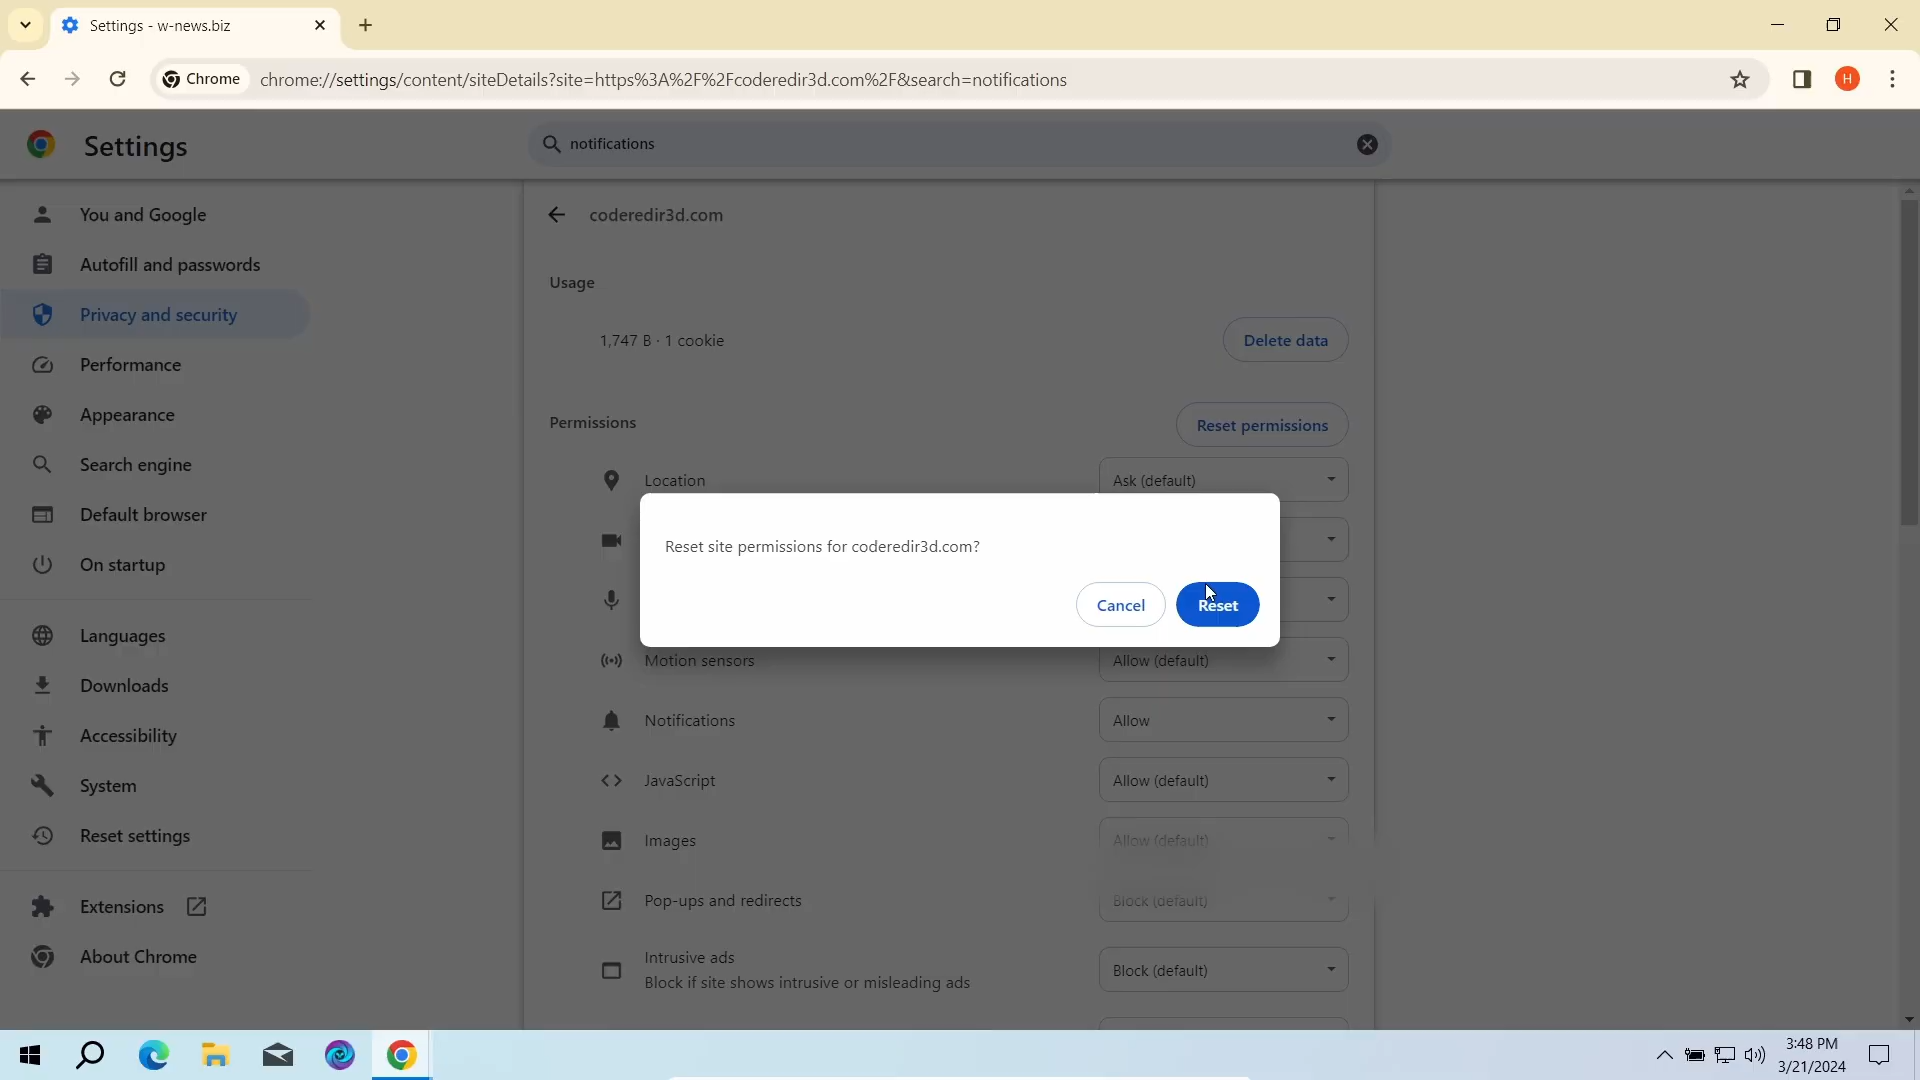 Settings - w-news.biz
Chrome
chrome://settings/content/siteDetails?site=https%3A%2F%2Fcoderedir3d.com%2F&search=notifications
H
Settings
notifications
You and Google
Autofill and passwords
Privacy and security
Performance
Appearance
Search engine
Default browser
On startup
Languages
Downloads
Accessibility
System
Reset settings
Extensions
About Chrome
coderedir3d.com
Usage
1,747 B · 1 cookie
Delete data
Permissions
Reset permissions
Location
Ask (default)
Reset site permissions for coderedir3d.com?
Cancel
Reset
Motion sensors
Allow (default)
Notifications
Allow
JavaScript
Allow (default)
Images
Allow (default)
Pop-ups and redirects
Block (default)
Intrusive ads
Block if site shows intrusive or misleading ads
Block (default)
3:48 PM
3/21/2024